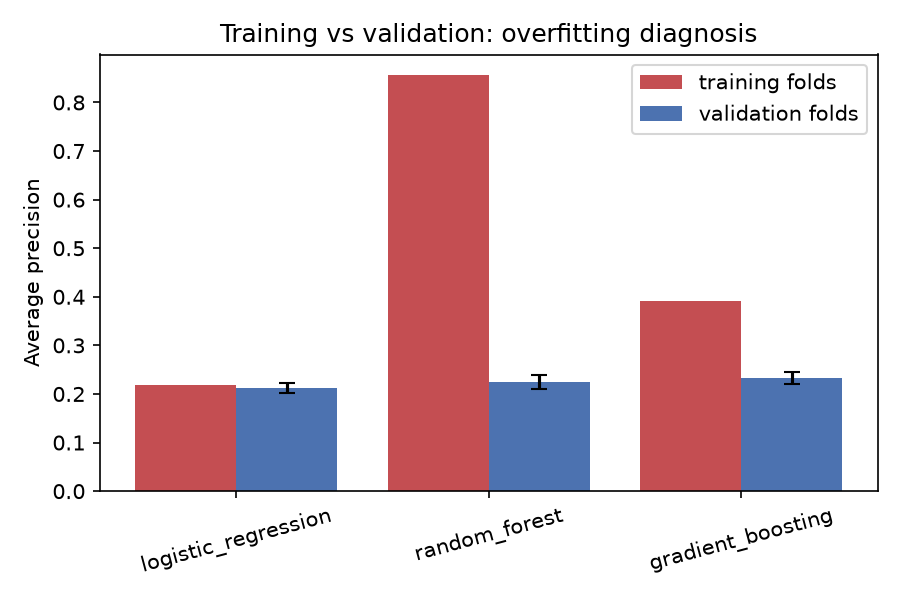 Training vs validation: overfitting diagnosis
training folds
validation folds
Average precision
0.8
0.7
0.6
0.5
0.4
0.3
0.2
0.1
0.0
logistic_regression
random_forest
gradient_boosting